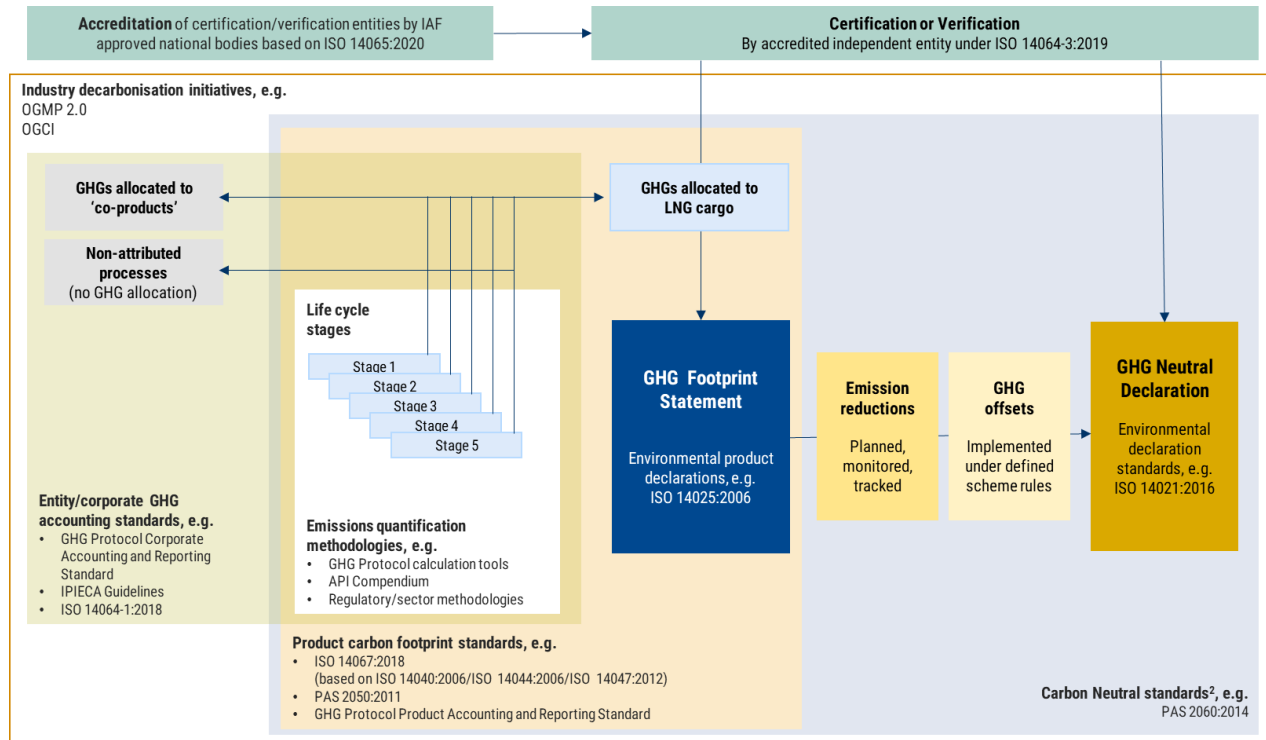 Accreditation of certification/verification entities by IAF
approved national bodies based on ISO 14065:2020
Certification or Verification
By accredited independent entity under ISO 14064-3:2019
Industry decarbonisation initiatives, e.g.
OGMP 2.0
OGCI
GHGs allocated to
‘co-products’
GHGs allocated to
LNG cargo
Non-attributed
processes
(no GHG allocation)
Life cycle
stages
Stage 1
Stage 2
Stage 3
Stage 4
Stage 5
Emissions quantification
methodologies, e.g.
• GHG Protocol calculation tools
• API Compendium
• Regulatory/sector methodologies
GHG Footprint
Statement
Environmental product
declarations, e.g.
ISO 14025:2006
Emission
reductions
Planned,
monitored,
tracked
GHG
offsets
Implemented
under defined
scheme rules
GHG Neutral
Declaration
Environmental
declaration
standards, e.g.
ISO 14021:2016
Entity/corporate GHG
accounting standards, e.g.
• GHG Protocol Corporate
Accounting and Reporting
Standard
• IPIECA Guidelines
• ISO 14064-1:2018
Product carbon footprint standards, e.g.
• ISO 14067:2018
(based on ISO 14040:2006/ISO 14044:2006/ISO 14047:2012)
• PAS 2050:2011
• GHG Protocol Product Accounting and Reporting Standard
Carbon Neutral standards², e.g.
PAS 2060:2014